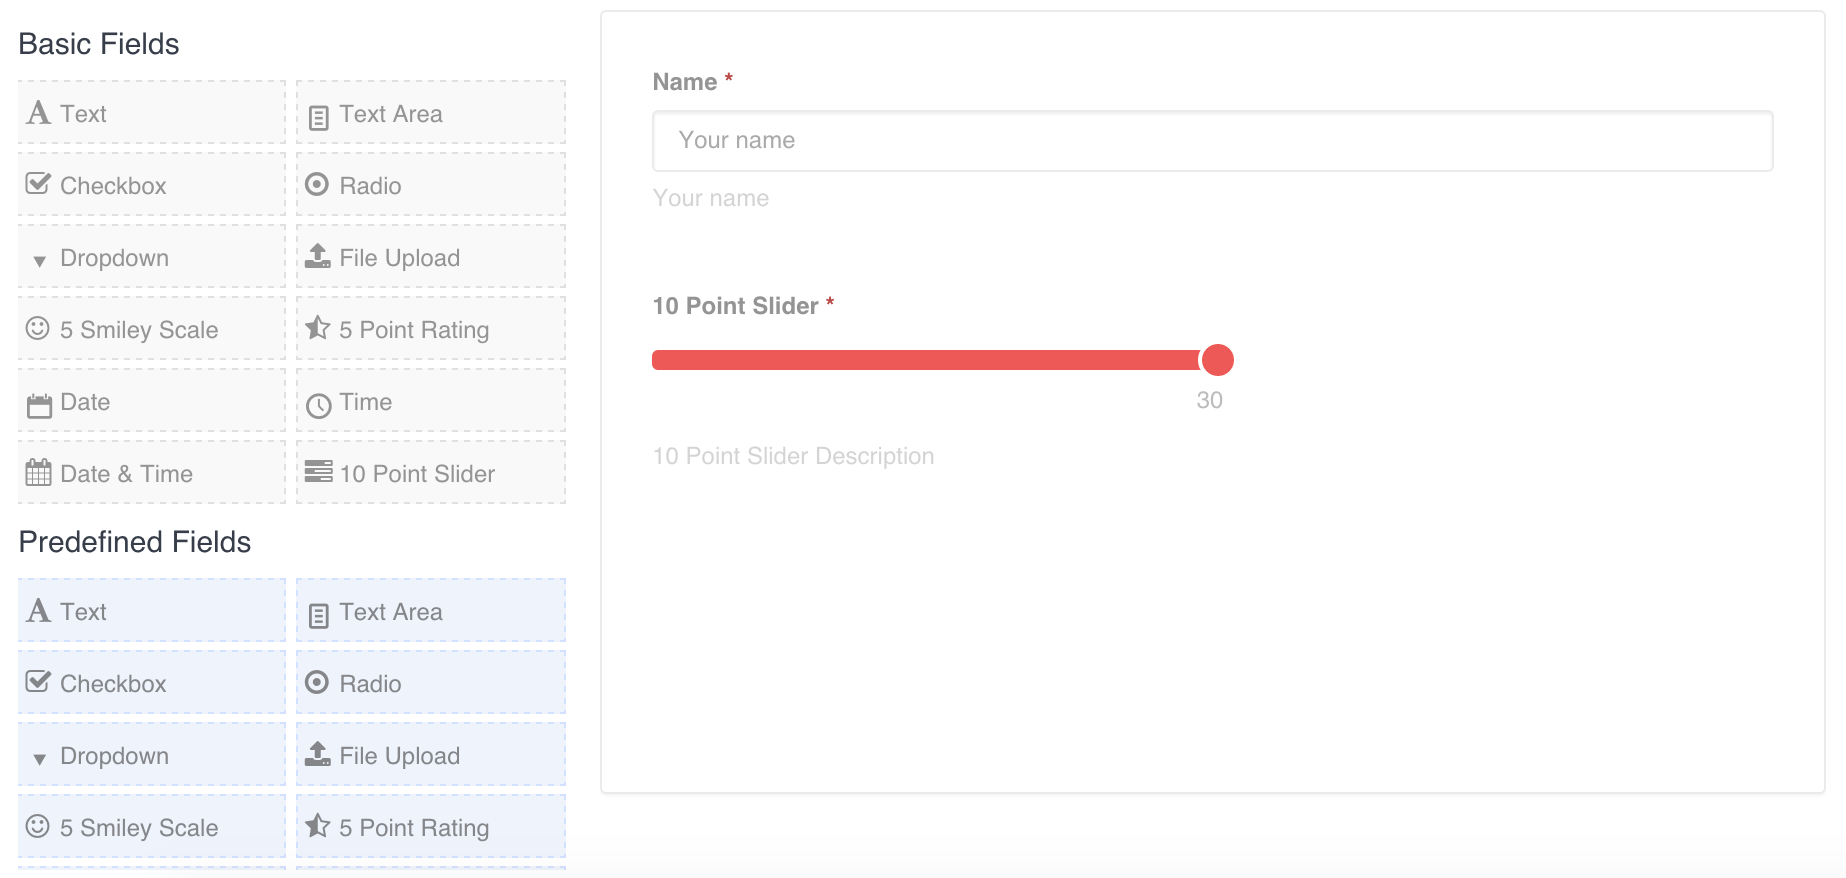 Basic Fields
Text
Text Area
Checkbox
Radio
Dropdown
File Upload
5 Smiley Scale
5 Point Rating
Date
Time
Date & Time
10 Point Slider
Predefined Fields
Text
Text Area
Checkbox
Radio
Dropdown
File Upload
5 Smiley Scale
5 Point Rating
Name *
Your name
Your name
10 Point Slider *
30
10 Point Slider Description